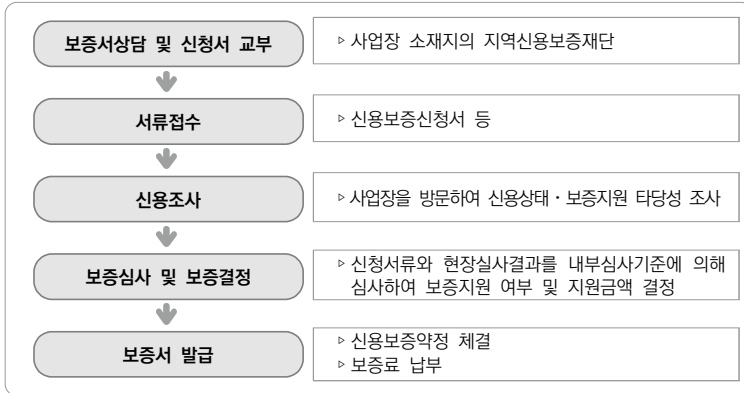 보증서상담 및 신청서 교부
▹ 사업장 소재지의 지역신용보증재단
서류접수
▹ 신용보증신청서 등
신용조사
▹ 사업장을 방문하여 신용상태·보증지원 타당성 조사
보증심사 및 보증결정
▹ 신청서류와 현장실사결과를 내부심사기준에 의해
심사하여 보증지원 여부 및 지원금액 결정
보증서 발급
▹ 신용보증약정 체결
▹ 보증료 납부